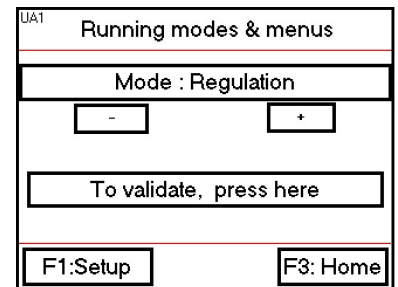 UA1
Running modes & menus
Mode : Regulation
- +
To validate, press here
F1:Setup F3: Home